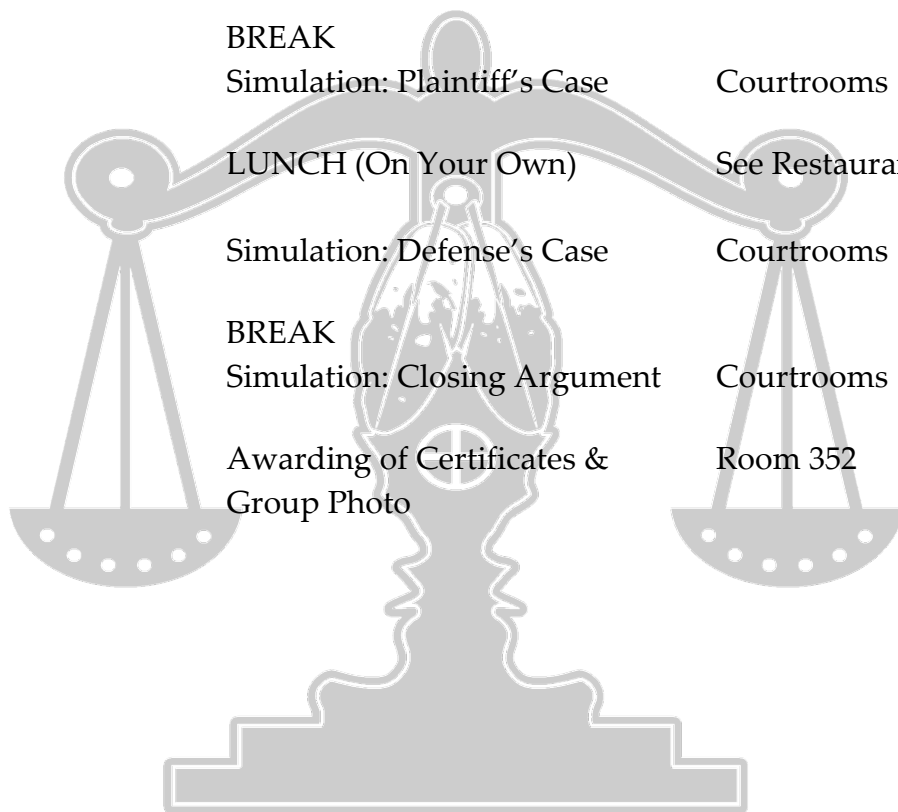 BREAK
Simulation: Plaintiff’s Case Courtrooms
LUNCH (On Your Own) See
Simulation: Defense’s Case Courtrooms
BREAK
Simulation: Closing Argument Courtrooms
Awarding of Certificates & Room 352
Group Photo